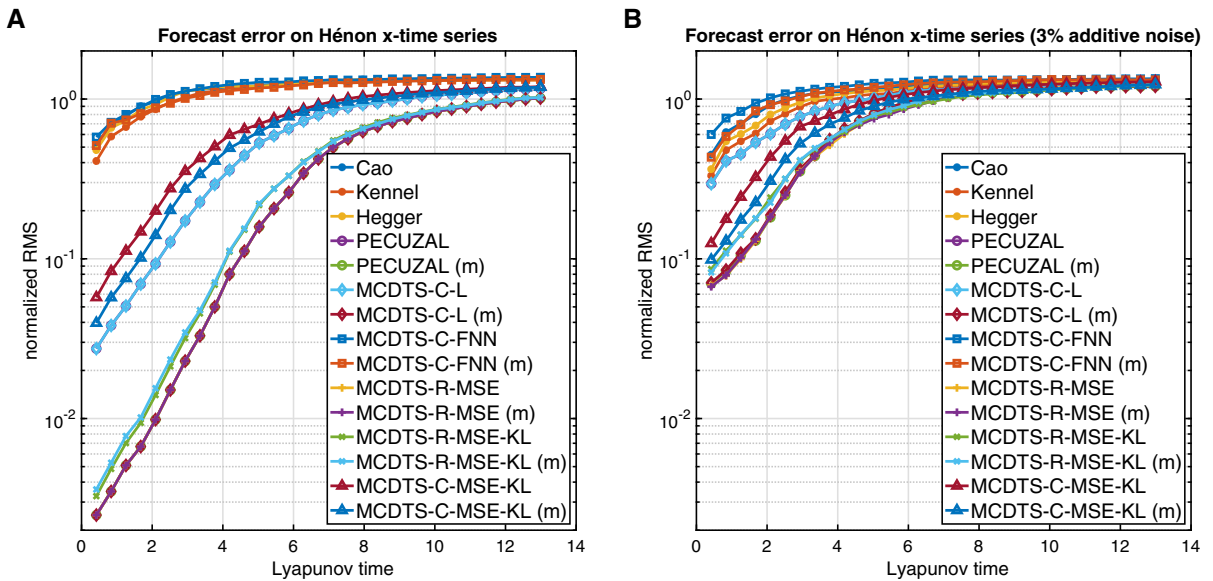 A
Forecast error on Hénon x-time series
normalized RMS
10^0
10^-1
10^-2
0 2 4 6 8 10 12 14
Lyapunov time
Cao
Kennel
Hegger
PECUZAL
PECUZAL (m)
MCDTS-C-L
MCDTS-C-L (m)
MCDTS-C-FNN
MCDTS-C-FNN (m)
MCDTS-R-MSE
MCDTS-R-MSE (m)
MCDTS-R-MSE-KL
MCDTS-R-MSE-KL (m)
MCDTS-C-MSE-KL
MCDTS-C-MSE-KL (m)
B
Forecast error on Hénon x-time series (3% additive noise)
normalized RMS
10^0
10^-1
10^-2
0 2 4 6 8 10 12 14
Lyapunov time
Cao
Kennel
Hegger
PECUZAL
PECUZAL (m)
MCDTS-C-L
MCDTS-C-L (m)
MCDTS-C-FNN
MCDTS-C-FNN (m)
MCDTS-R-MSE
MCDTS-R-MSE (m)
MCDTS-R-MSE-KL
MCDTS-R-MSE-KL (m)
MCDTS-C-MSE-KL
MCDTS-C-MSE-KL (m)